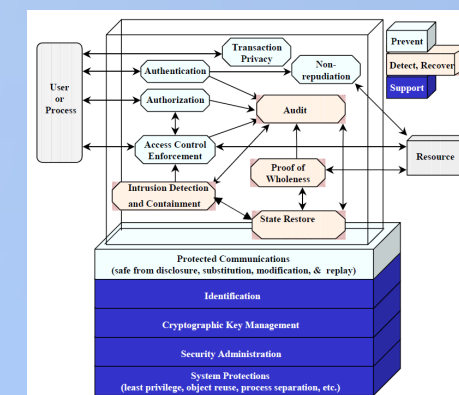 Transaction
Privacy
Prevent
User
or
Process
Authentication
Non-
repudiation
Detect, Recover
Support
Authorization
Audit
Access Control
Enforcement
Resource
Proof of
Wholeness
Intrusion Detection
and Containment
State Restore
Protected Communications
(safe from disclosure, substitution, modification, & replay)
Identification
Cryptographic Key Management
Security Administration
System Protections
(least privilege, object reuse, process separation, etc.)